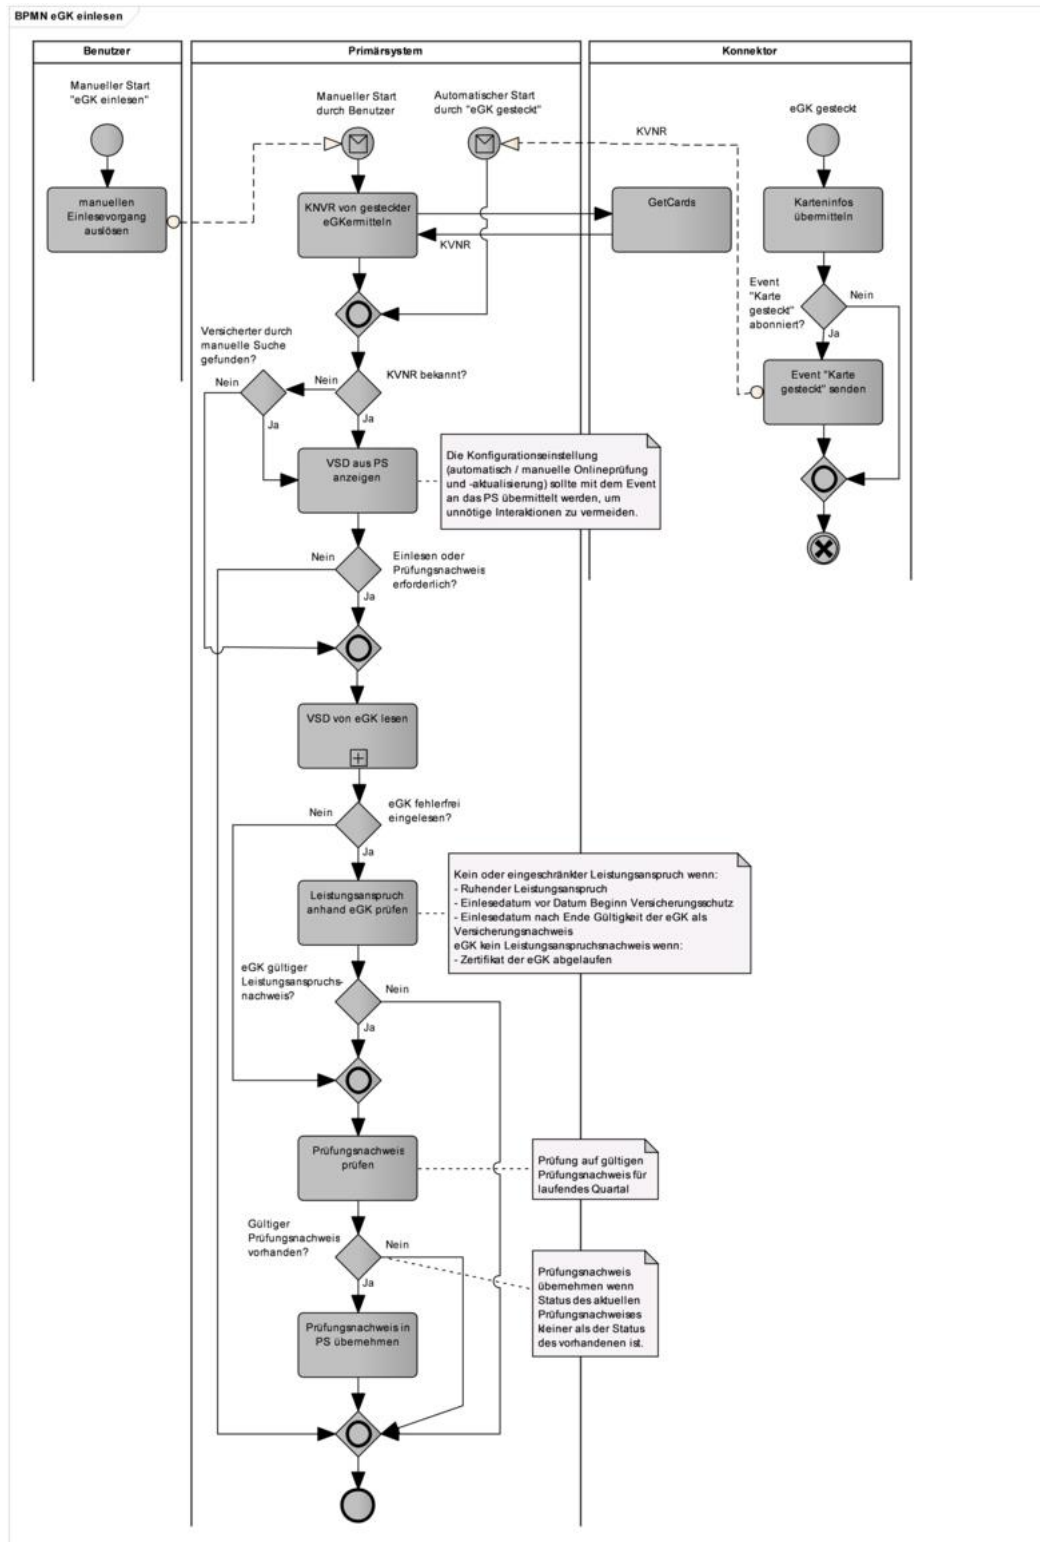 BPMN eGK einlesen
Benutzer
Primärsystem
Konnektor
Manueller Start
"eGK einlesen"
Manueller Start
durch Benutzer
Automatischer Start
durch "eGK gesteckt"
eGK gesteckt
KVNR
manuellen
Einlesevorgang
auslösen
KNVR von gesteckter
eGKermitteln
GetCards
Karteninfos
übermitteln
KVNR
Event
"Karte
gesteckt"
abonniert?
Nein
Ja
Versicherter durch
manuelle Suche
gefunden?
Nein
Nein
KVNR bekannt?
Ja
Ja
Event "Karte
gesteckt" senden
VSD aus PS
anzeigen
Die Konfigurationseinstellung
(automatisch / manuelle Onlineprüfung
und -aktualisierung) sollte mit dem Event
an das PS übermittelt werden, um
unnötige Interaktionen zu vermeiden.
Nein
Einlesen oder
Prüfungsnachweis
erforderlich?
Ja
VSD von eGK lesen
eGK fehlerfrei
eingelesen?
Nein
Ja
Leistungsanspruch
anhand eGK prüfen
Kein oder eingeschränkter Leistungsanspruch wenn:
- Ruhender Leistungsanspruch
- Einlesedatum vor Datum Beginn Versicherungsschutz
- Einlesedatum nach Ende Gültigkeit der eGK als
Versicherungsnachweis
eGK kein Leistungsanspruchsnachweis wenn:
- Zertifikat der eGK abgelaufen
eGK gültiger
Leistungsanspruchs-
nachweis?
Nein
Ja
Prüfungsnachweis
prüfen
Prüfung auf gültigen
Prüfungsnachweis für
laufendes Quartal
Gültiger
Prüfungsnachweis
vorhanden?
Nein
Ja
Prüfungsnachweis
übernehmen wenn
Status des aktuellen
Prüfungsnachweises
kleiner als der Status
des vorhandenen ist.
Prüfungsnachweis in
PS übernehmen